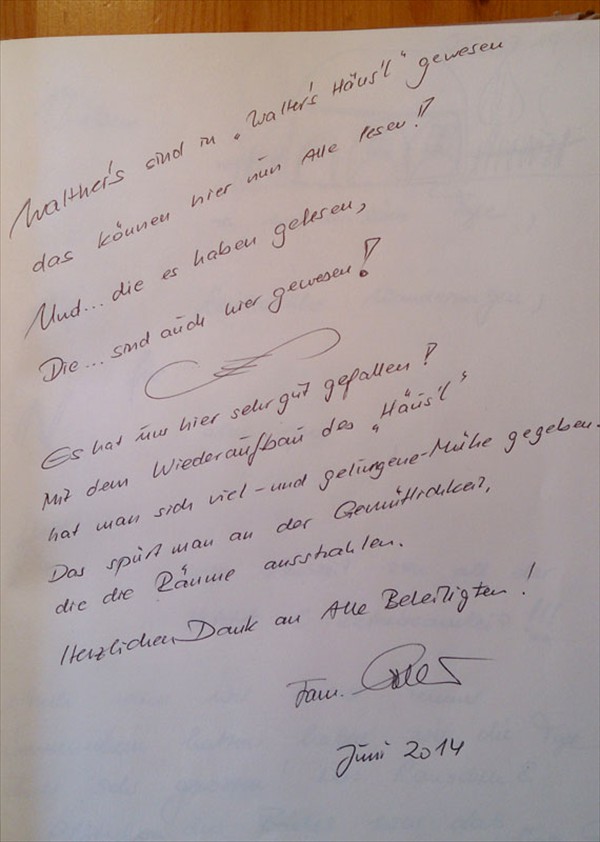 Walther's sind in „Walter's Häus'l“ gewesen
das können hier nun Alle lesen!!
Und... die es haben gelesen,
Die... sind auch hier gewesen!
Es hat uns hier sehr gut gefallen!
Mit dem Wiederaufbau des „Häus'l“
hat man sich viel - und gelungene - Mühe gegeben.
Das spürt man an der Gemütlichkeit,
die die Räume ausstrahlen.
Herzlichen Dank an Alle Beteiligten!
Fam.
Juni 2014